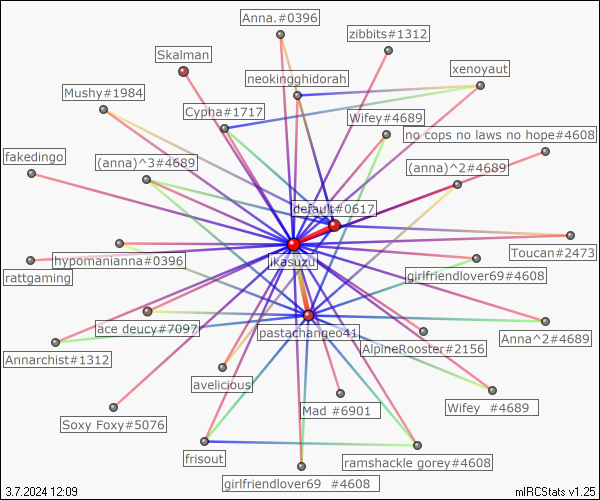 Anna.#0396
zibbits#1312
Skalman
neokingghidorah
xenoyaut
Mushy#1984
Cypha#1717
Wifey#4689
no cops no laws no hope#4608
fakedingo
(anna)^3#4689
(anna)^2#4689
default#0617
Toucan#2473
hyponanianna#0396
ikasuzu
rattgaming
girlfriendlover69#4608
ace deucy#7097
pastachangeo41
Anna^2#4689
Annarchist#1312
AlpineRooster#2156
avelicious
Mad #6901
Wifey #4689
Soxy Foxy#5076
frisout
ramshackle gorey#4608
girlfriendlover69 #4608
3.7.2024 12:09
mIRCStats v1.25